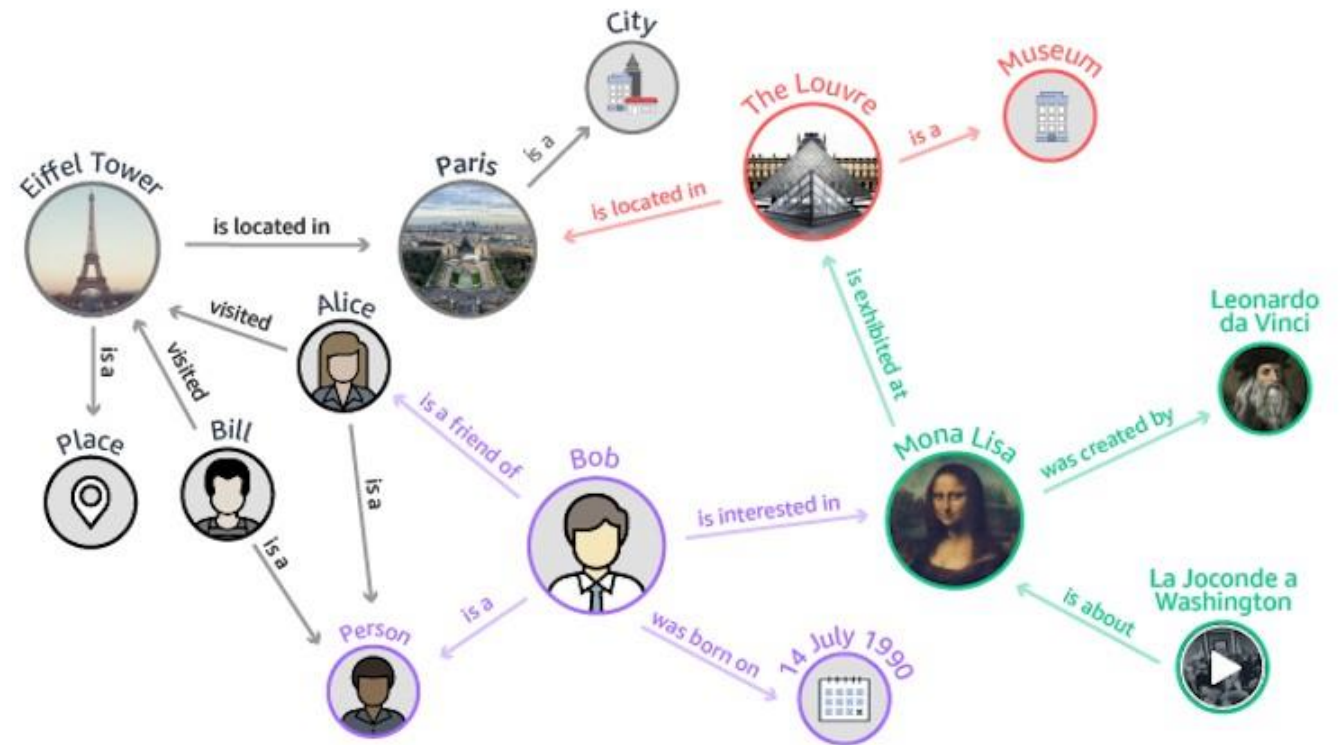 City
The Louvre
Museum
is a
is a
Eiffel Tower
Paris
is located in
is located in
visited
Alice
is exhibited at
Leonardo
da Vinci
is a
visited
Place
Bill
is a friend of
Bob
Mona Lisa
was created by
is a
is interested in
is a
is a
Person
was born on
14 July 1990
is about
La Joconde a
Washington